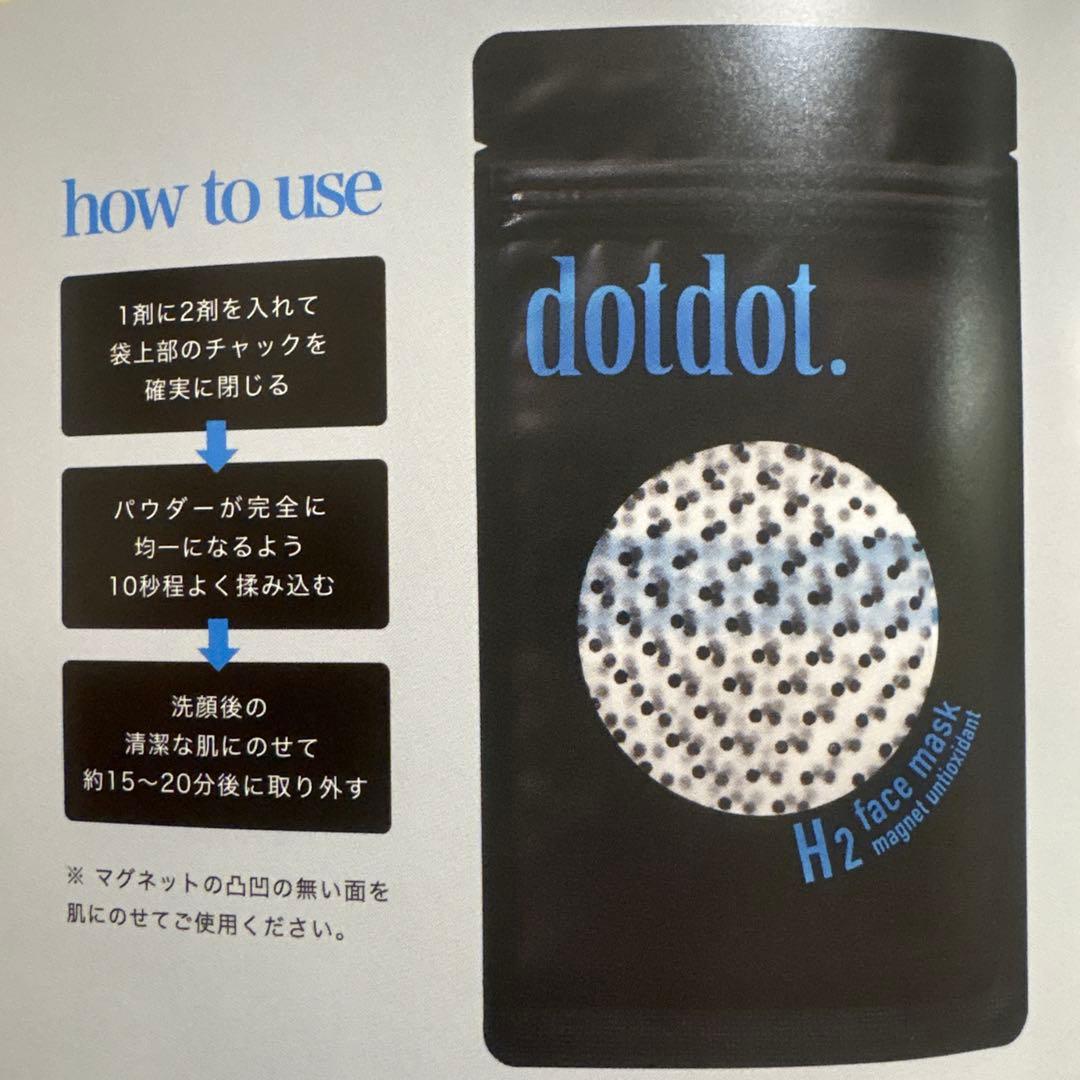 how to use
1剤に2剤を入れて
袋上部のチャックを
確実に閉じる
パウダーが完全に
均一になるよう
10秒程よく揉み込む
洗顔後の
清潔な肌にのせて
約15〜20分後に取り外す
※ マグネットの凸凹の無い面を
肌にのせてご使用ください。
dotdot.
H2 face mask
magnet untioxidant